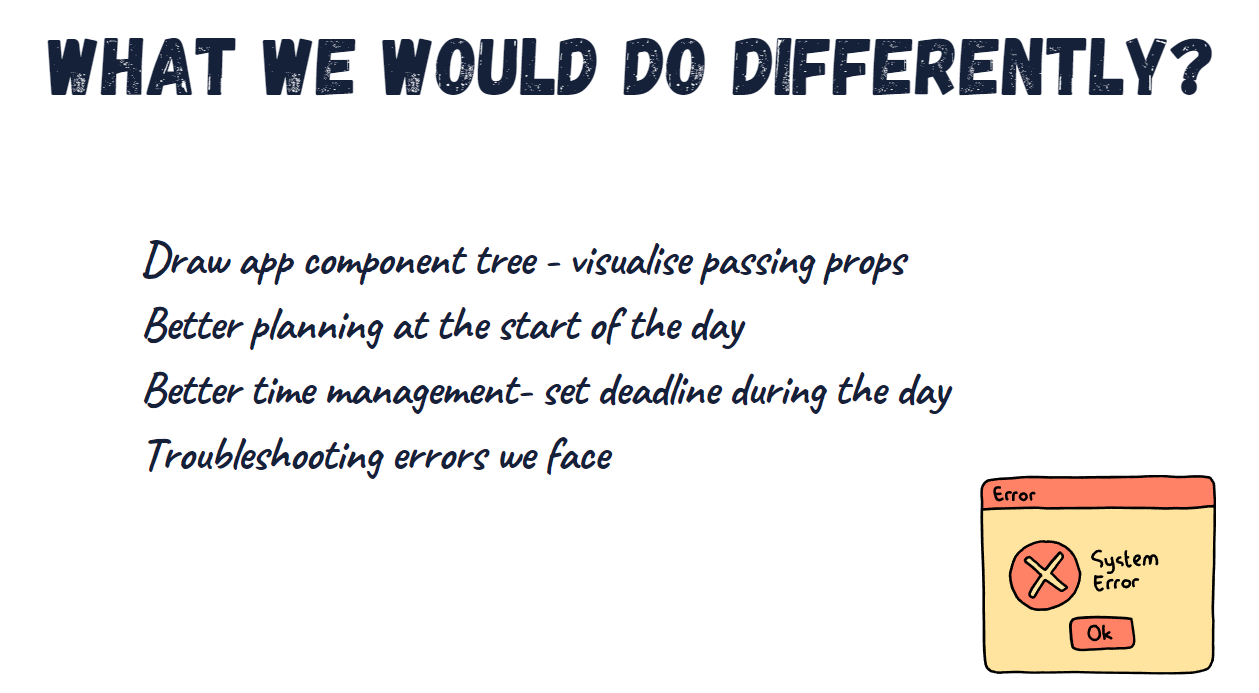 WHAT WE WOULD DO DIFFERENTLY?
Draw app component tree - visualise passing props
Better planning at the start of the day
Better time management- set deadline during the day
Troubleshooting errors we face
Error
System
Error
Ok